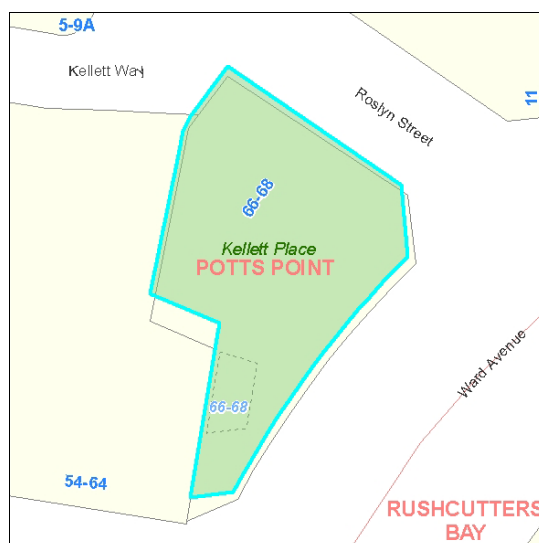 5-9A
Kellett Way
Roslyn Street
11
66-68
Kellett Place
POTTS POINT
Ward Avenue
66-68
54-64
RUSHCUTTERS
BAY